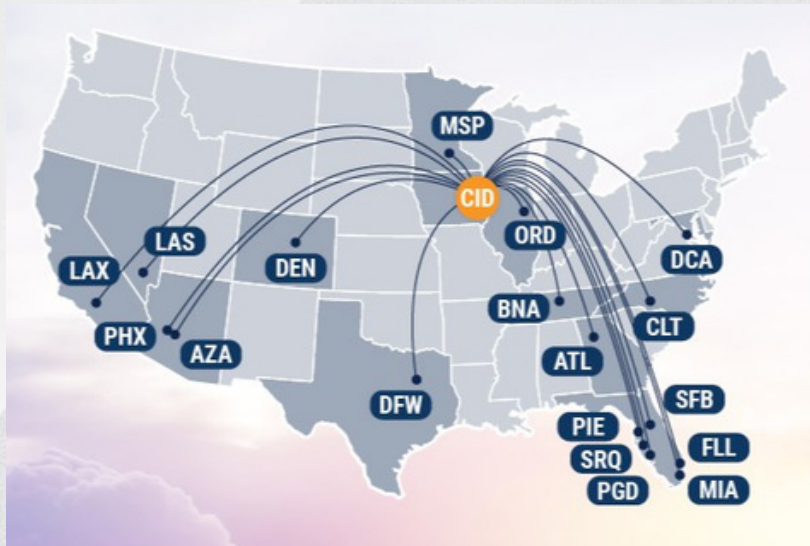 MSP
CID
ORD
LAS
DCA
LAX
DEN
BNA
PHX
CLT
AZA
ATL
DFW
SFB
PIE
FLL
SRQ
PGD
MIA